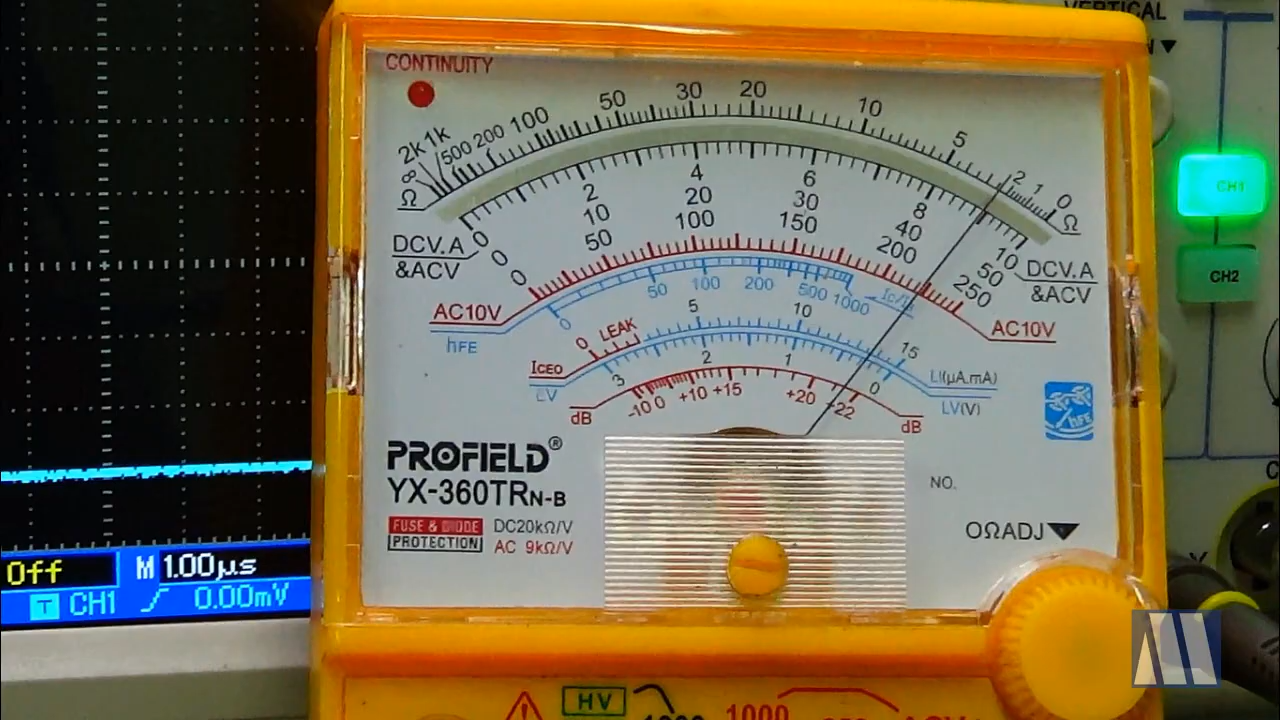 VERTICAL
CONTINUITY
2k 1k 500 200 100 50 30 20 10 5 2 1 0
∞
Ω
Ω
0 2 4 6 8 10
0 10 20 30 40 50
0 50 100 150 200 250
DCV.A
&ACV
DCV.A
&ACV
AC10V
AC10V
hFE
0 50 100 200 500 1000
0 LEAK 5 10 15
ICEO
LV
LI(µA.mA)
LV(V)
3 2 1 0
dB
-10 0 +10 +15 +20 +22
dB
hFE
PROFIELD®
YX-360TRN-B
FUSE & DIODE
PROTECTION
DC20kΩ/V
AC 9kΩ/V
NO.
0ΩADJ
CH1
CH2
Off
M 1.00µs
T CH1 0.00mV
HV
1000